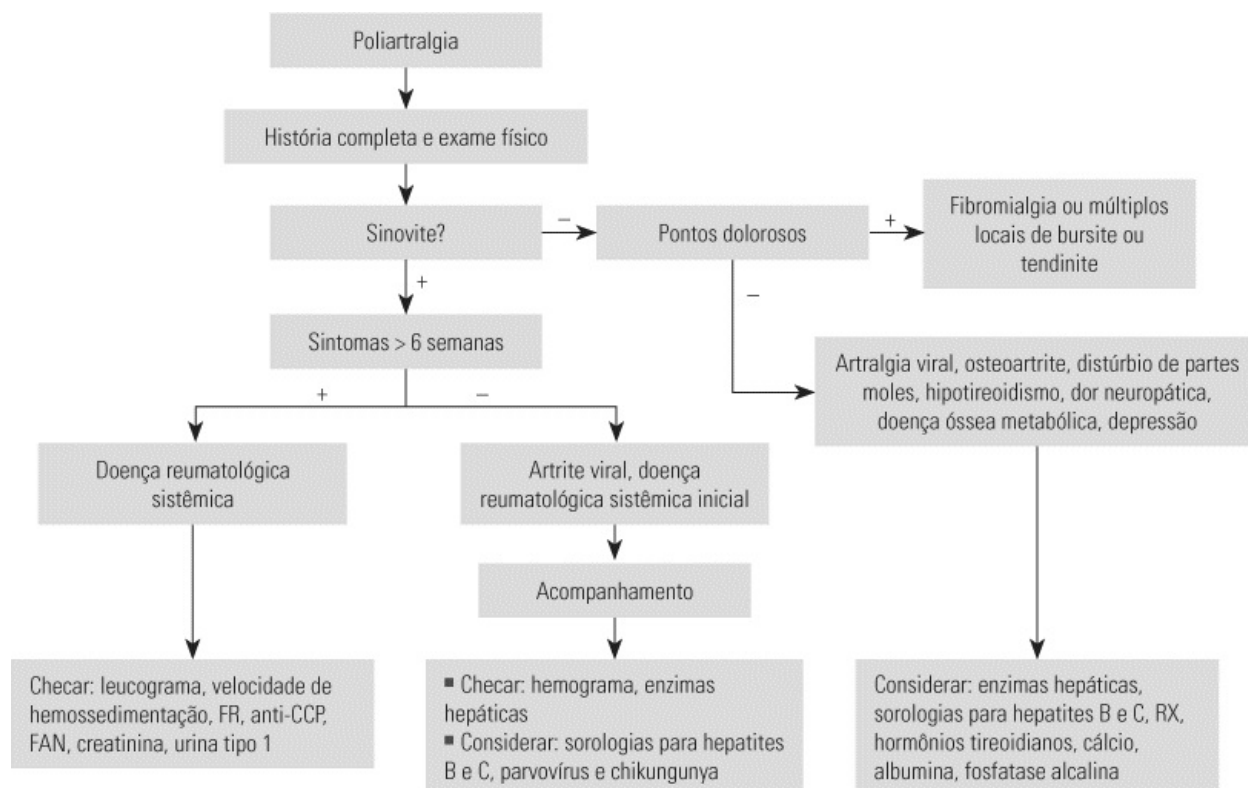 Poliartralgia
História completa e exame físico
Sinovite?
–
Pontos dolorosos
+
Fibromialgia ou múltiplos
locais de bursite ou
tendinite
+
–
Sintomas > 6 semanas
Artralgia viral, osteoartrite, distúrbio de partes
moles, hipotireoidismo, dor neuropática,
doença óssea metabólica, depressão
+
–
Doença reumatológica
sistêmica
Artrite viral, doença
reumatológica sistêmica inicial
Acompanhamento
Checar: leucograma, velocidade de
hemossedimentação, FR, anti-CCP,
FAN, creatinina, urina tipo 1
▪ Checar: hemograma, enzimas
hepáticas
▪ Considerar: sorologias para hepatites
B e C, parvovírus e chikungunya
Considerar: enzimas hepáticas,
sorologias para hepatites B e C, RX,
hormônios tireoidianos, cálcio,
albumina, fosfatase alcalina